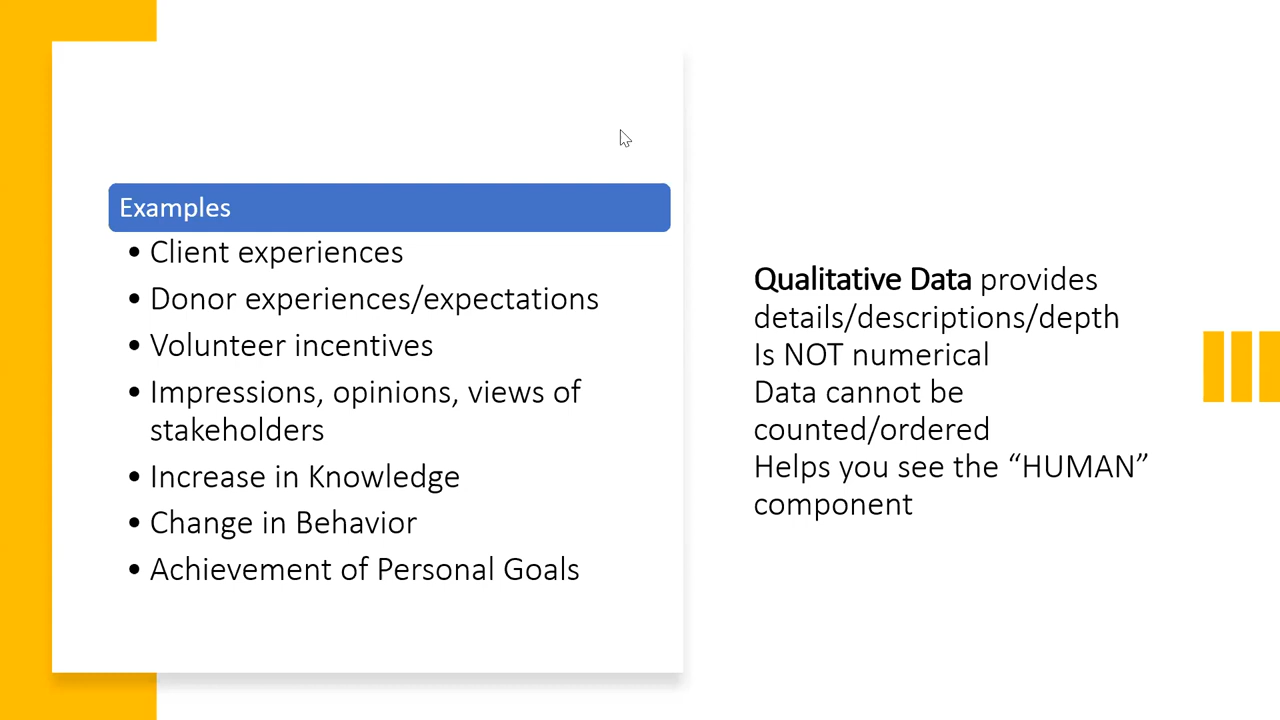 Examples
• Client experiences
• Donor experiences/expectations
• Volunteer incentives
• Impressions, opinions, views of
stakeholders
• Increase in Knowledge
• Change in Behavior
• Achievement of Personal Goals
Qualitative Data provides
details/descriptions/depth
Is NOT numerical
Data cannot be
counted/ordered
Helps you see the “HUMAN”
component